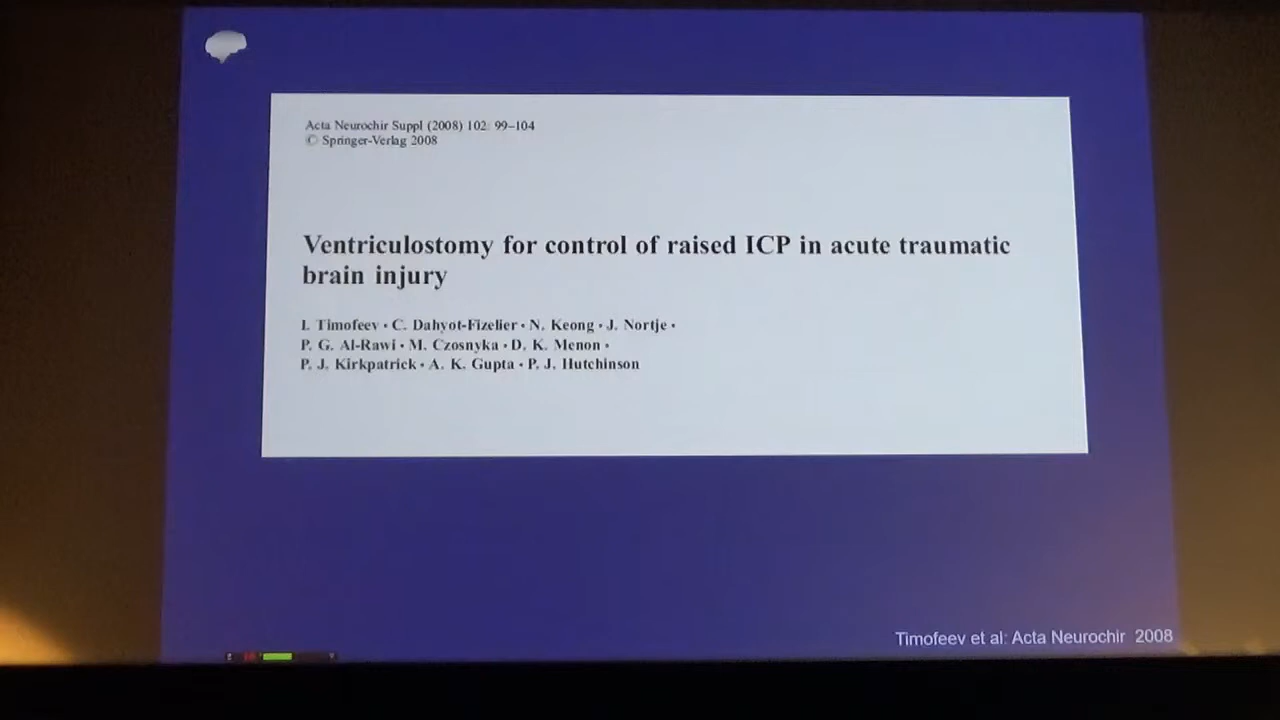 Acta Neurochir Suppl (2008) 102: 99–104
© Springer-Verlag 2008
Ventriculostomy for control of raised ICP in acute traumatic
brain injury
I. Timofeev • C. Dahyot-Fizelier • N. Keong • J. Nortje •
P. G. Al-Rawi • M. Czosnyka • D. K. Menon •
P. J. Kirkpatrick • A. K. Gupta • P. J. Hutchinson
Timofeev et al: Acta Neurochir 2008